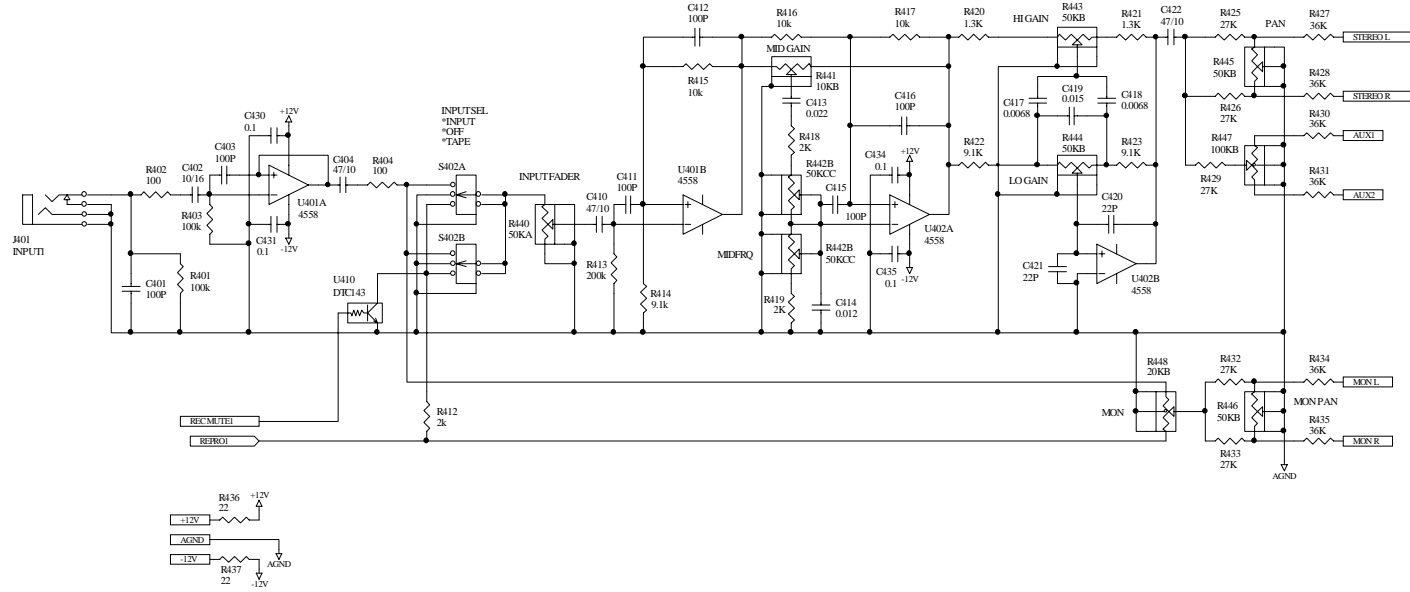 C412
100P
R416
10k
R417
10k
R420
1.3K
HI GAIN
R443
50KB
R421
1.3K
C422
47/10
R425
27K
PAN
R427
36K
STEREO L
MID GAIN
R415
10k
R441
10KB
C413
0.022
C416
100P
C417
0.0068
C419
0.015
C418
0.0068
R445
50KB
R428
36K
STEREO R
R426
27K
R430
36K
AUX1
C430
0.1
+12V
INPUT SEL
*INPUT
*OFF
*TAPE
C403
100P
R418
2K
R422
9.1K
R444
50KB
R423
9.1K
R447
100KB
R402
100
C402
10/16
C404
47/10
R404
100
S402A
INPUT FADER
C411
100P
U401B
4558
R442B
50KCC
C434
0.1
+12V
R429
27K
R431
36K
AUX2
+
-
U401A
4558
R403
100k
C431
0.1
-12V
R440
50KA
C410
47/10
+
-
C415
100P
+
-
U402A
4558
LO GAIN
C420
22P
J401
INPUT1
S402B
R413
200k
MIDFRQ
R442B
50KCC
C435
0.1
-12V
C421
22P
+
-
U402B
4558
C401
100P
R401
100k
U410
DTC143
R414
9.1k
R419
2K
C414
0.012
R448
20KB
R432
27K
R434
36K
MON L
MON
R446
50KB
MON PAN
RECMUTE1
R412
2k
R435
36K
REPRO1
MON R
R433
27K
AGND
R436
22
+12V
+12V
AGND
AGND
-12V
R437
22
-12V